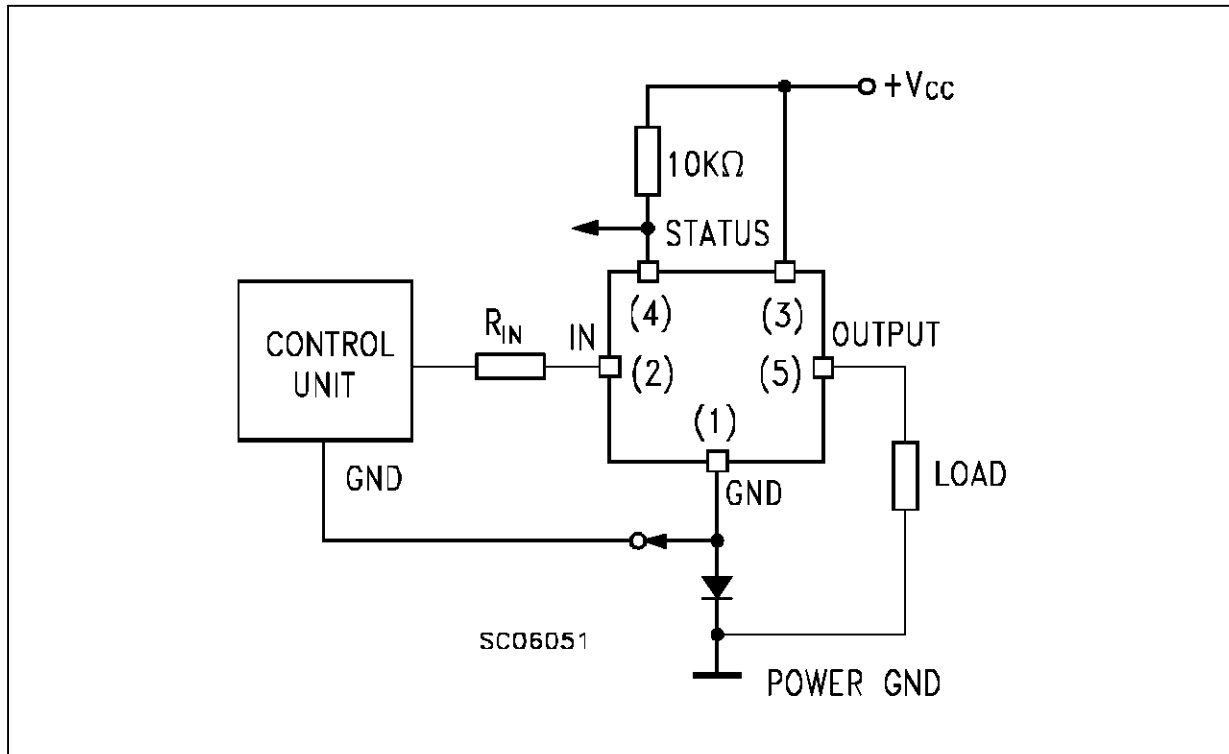 +VCC
10KΩ
STATUS
(4)
(3)
RIN
IN
OUTPUT
CONTROL
UNIT
(2)
(5)
(1)
GND
GND
LOAD
SC06051
POWER GND